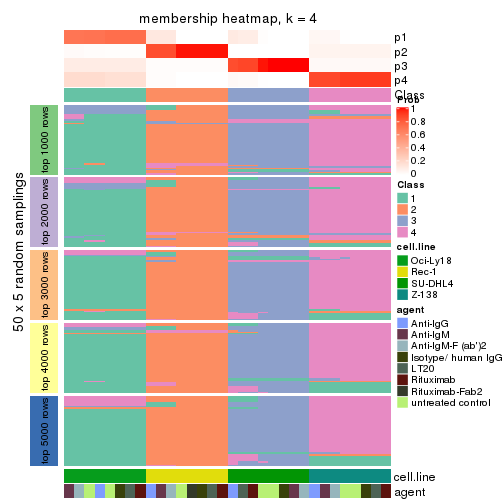 membership heatmap, k = 4
p1
p2
p3
p4
Class
Prob
1
0.8
0.6
0.4
0.2
0
Class
1
2
3
4
cell.line
Oci-Ly18
Rec-1
SU-DHL4
Z-138
agent
Anti-IgG
Anti-IgM
Anti-IgM-F (ab')2
Isotype/ human IgG
LT20
Rituximab
Rituximab-Fab2
untreated control
50 x 5 random samplings
top 1000 rows
top 2000 rows
top 3000 rows
top 4000 rows
top 5000 rows
cell.line
agent